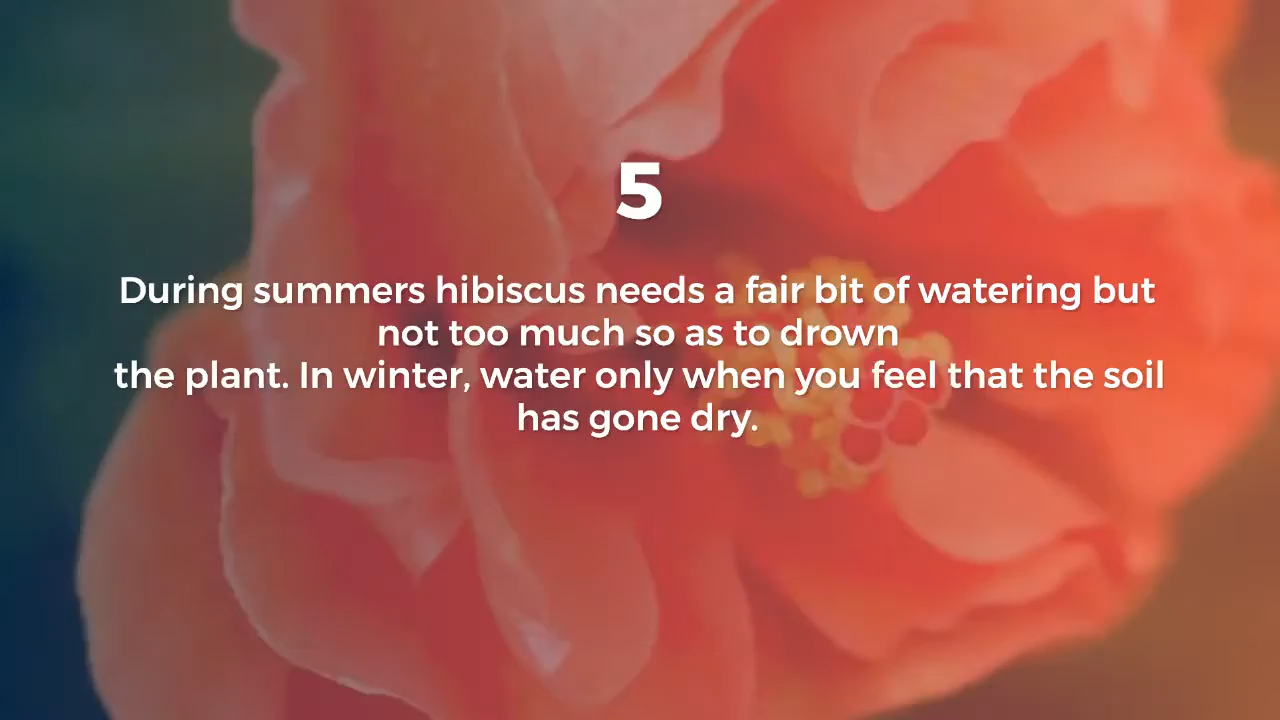 5
During summers hibiscus needs a fair bit of watering but
not too much so as to drown
the plant. In winter, water only when you feel that the soil
has gone dry.